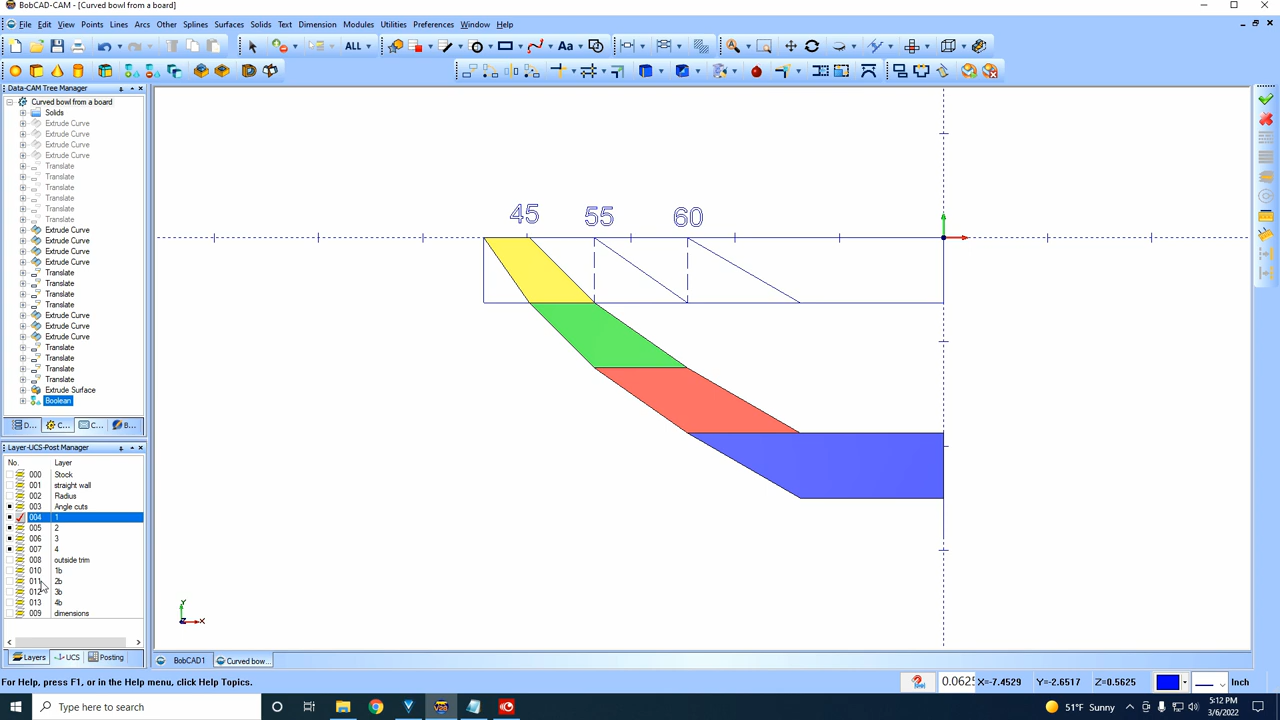 BobCAD-CAM - [Curved bowl from a board]
File Edit View Points Lines Arcs Other Splines Surfaces Solids Text Dimension Modules Utilities Preferences Window Help
ALL
Aa
Data-CAM Tree Manager
Curved bowl from a board
Solids
Extrude Curve
Extrude Curve
Extrude Curve
Extrude Curve
Translate
Translate
Translate
Translate
Translate
Translate
Extrude Curve
Extrude Curve
Extrude Curve
Extrude Curve
Translate
Translate
Translate
Translate
Extrude Curve
Extrude Curve
Extrude Curve
Translate
Translate
Translate
Translate
Extrude Surface
Boolean
D... C... C... B...
Layer-UCS-Post Manager
No. Layer
000 Stock
001 straight wall
002 Radius
003 Angle cuts
004 1
005 2
006 3
007 4
008 outside trim
010 1b
011 2b
012 3b
013 4b
009 dimensions
Layers UCS Posting
45 55 60
Y
Z X
BobCAD1 Curved bow...
For Help, press F1, or in the Help menu, click Help Topics.
0.0625 X=-7.4529 Y=-2.6517 Z=0.5625 Inch
Type here to search
V28
51°F Sunny
5:12 PM
3/6/2022